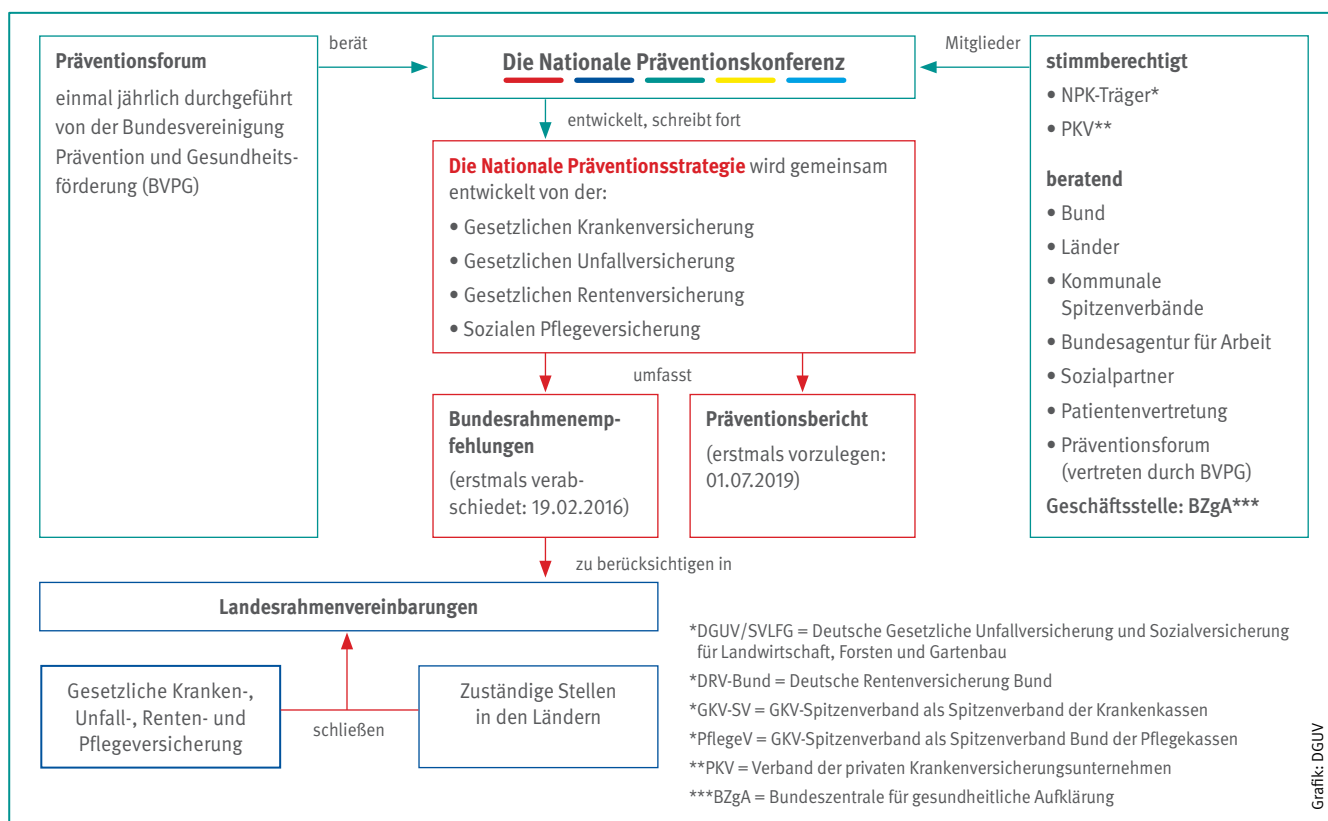 Präventionsforum
einmal jährlich durchgeführt
von der Bundesvereinigung
Prävention und Gesundheits-
förderung (BVPG)
berät
Die Nationale Präventionskonferenz
Mitglieder
stimmberechtigt
• NPK-Träger*
• PKV**
beratend
• Bund
• Länder
• Kommunale
Spitzenverbände
• Bundesagentur für Arbeit
• Sozialpartner
• Patientenvertretung
• Präventionsforum
(vertreten durch BVPG)
Geschäftsstelle: BZgA***
entwickelt, schreibt fort
Die Nationale Präventionsstrategie wird gemeinsam
entwickelt von der:
• Gesetzlichen Krankenversicherung
• Gesetzlichen Unfallversicherung
• Gesetzlichen Rentenversicherung
• Sozialen Pflegeversicherung
umfasst
Bundesrahmenemp-
fehlungen
(erstmals verab-
schiedet: 19.02.2016)
Präventionsbericht
(erstmals vorzulegen:
01.07.2019)
zu berücksichtigen in
Landesrahmenvereinbarungen
Gesetzliche Kranken-,
Unfall-, Renten- und
Pflegeversicherung
schließen
Zuständige Stellen
in den Ländern
*DGUV/SVLFG = Deutsche Gesetzliche Unfallversicherung und Sozialversicherung
für Landwirtschaft, Forsten und Gartenbau
*DRV-Bund = Deutsche Rentenversicherung Bund
*GKV-SV = GKV-Spitzenverband als Spitzenverband der Krankenkassen
*PflegeV = GKV-Spitzenverband als Spitzenverband Bund der Pflegekassen
**PKV = Verband der privaten Krankenversicherungsunternehmen
***BZgA = Bundeszentrale für gesundheitliche Aufklärung
Grafik: DGUV